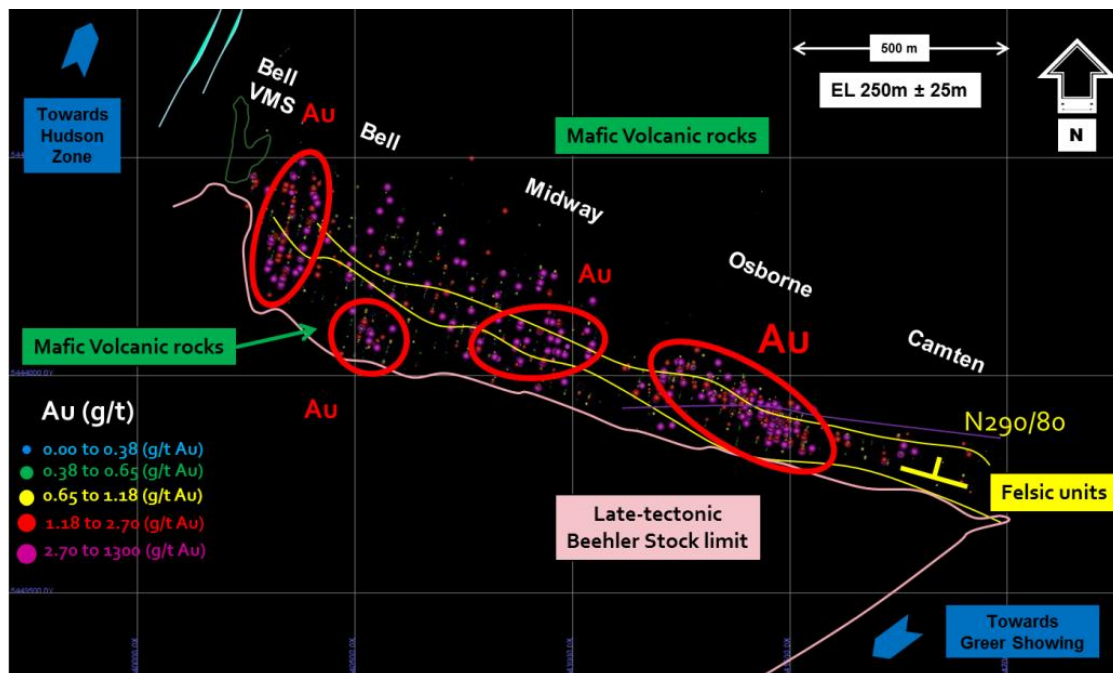 Towards
Hudson
Zone
Bell
VMS
Au
Bell
Mafic Volcanic rocks
500 m
EL 250m ± 25m
N
Midway
Au
Osborne
Mafic Volcanic rocks
Au
Camten
Au
N290/80
Au (g/t)
0.00 to 0.38 (g/t Au)
0.38 to 0.65 (g/t Au)
0.65 to 1.18 (g/t Au)
1.18 to 2.70 (g/t Au)
2.70 to 1300 (g/t Au)
Late-tectonic
Beehler Stock limit
Felsic units
Towards
Greer Showing